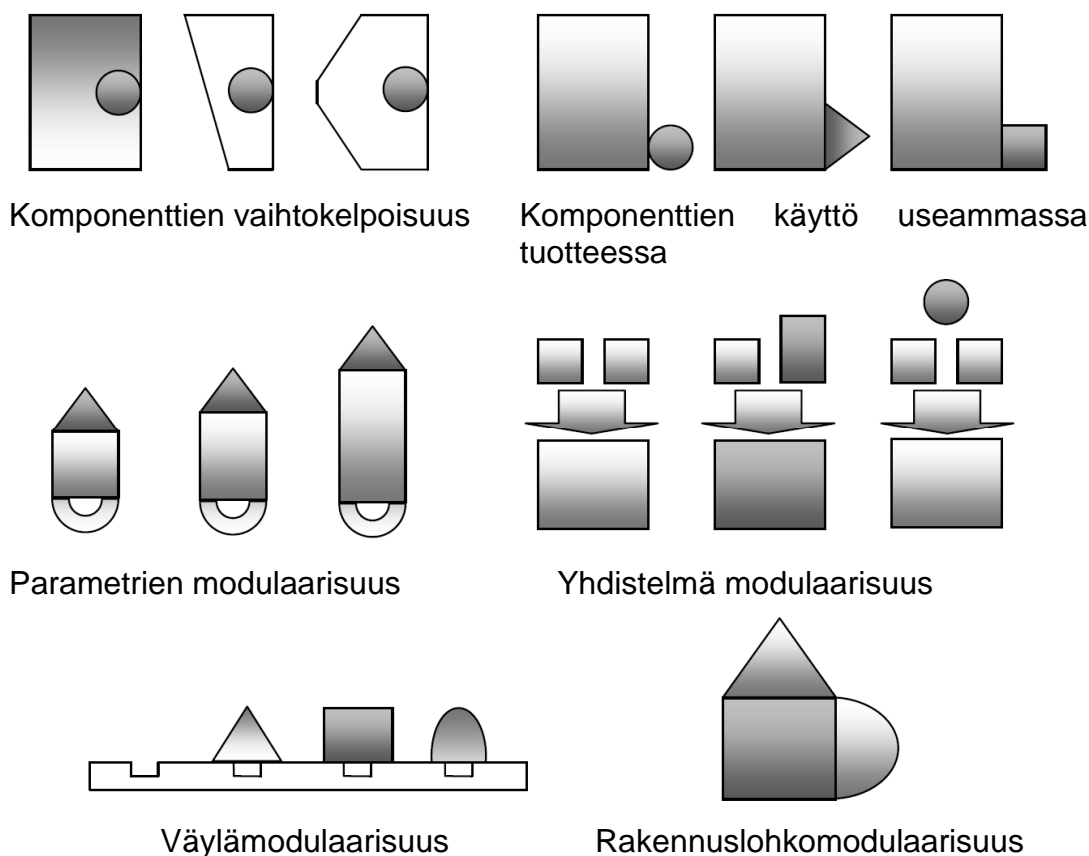 Komponenttien vaihtokelpoisuus
Komponenttien käyttö useammassa
tuotteessa
Parametrien modulaarisuus
Yhdistelmä modulaarisuus
Väylämodulaarisuus
Rakennuslohkomodulaarisuus